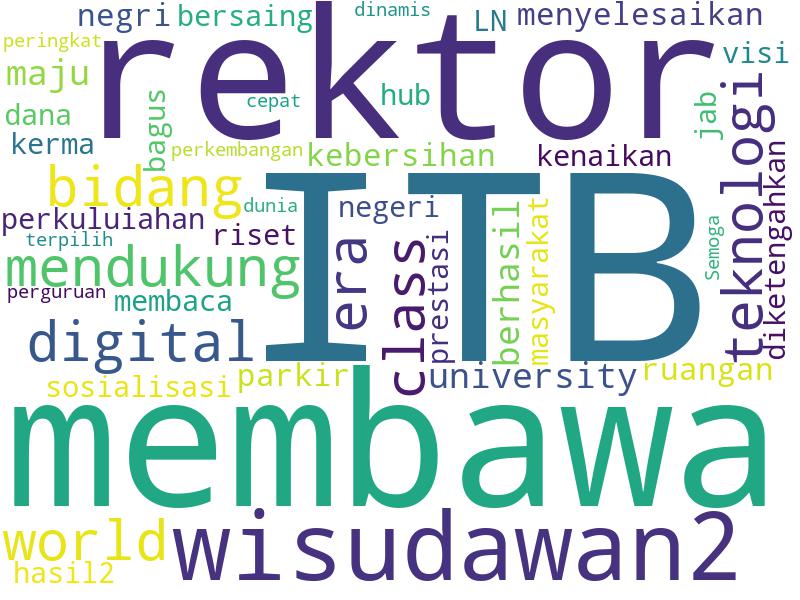 negri bersaing dinamis LN menyelesaikan
peringkat rektor visi
maju cepat hub
dana bagus jab
kerma perkembangan kebersihan kenaikan teknologi
bidang ITB diketengahkan
perkuluiahan dunia negeri
terpilih riset era class prestasi berhasil masyarakat Semoga
mendukung
perguruan membaca
digital
sosialisasi parkir university ruangan
membawa
world wisudawan2
hasil2